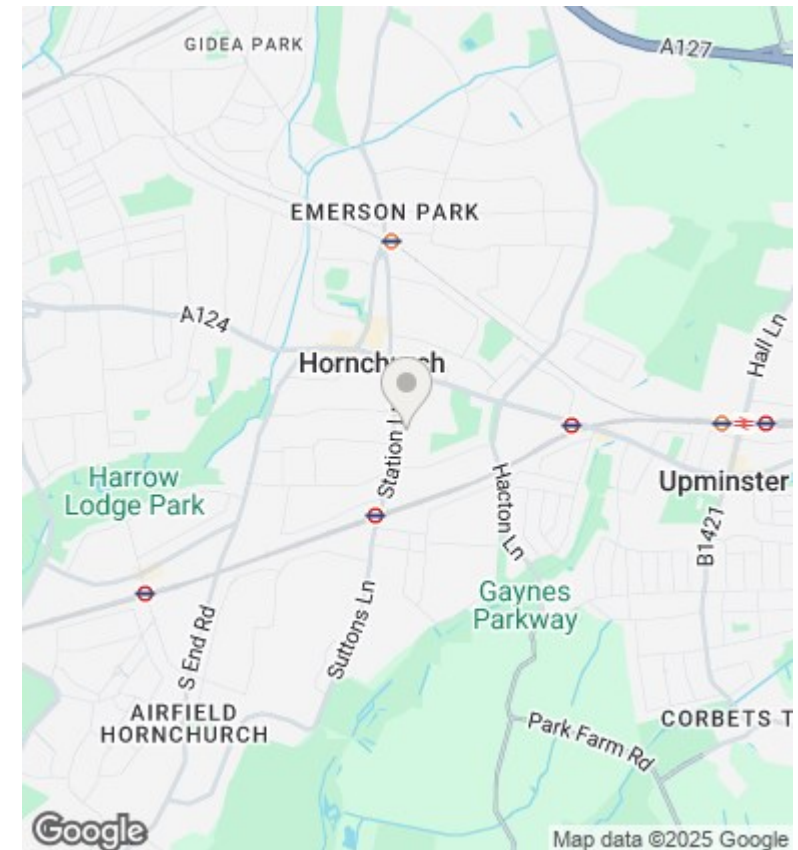 GIDEA PARK
A127
EMERSON PARK
A124
Hall Ln
Hornchurch
Station L
Harrow
Lodge Park
Hacton Ln
Upminster
B1421
Gaynes
Parkway
Suttons Ln
S End Rd
AIRFIELD
HORNCHURCH
CORBETS T
Park Farm Rd
Google
Map data ©2025 Google